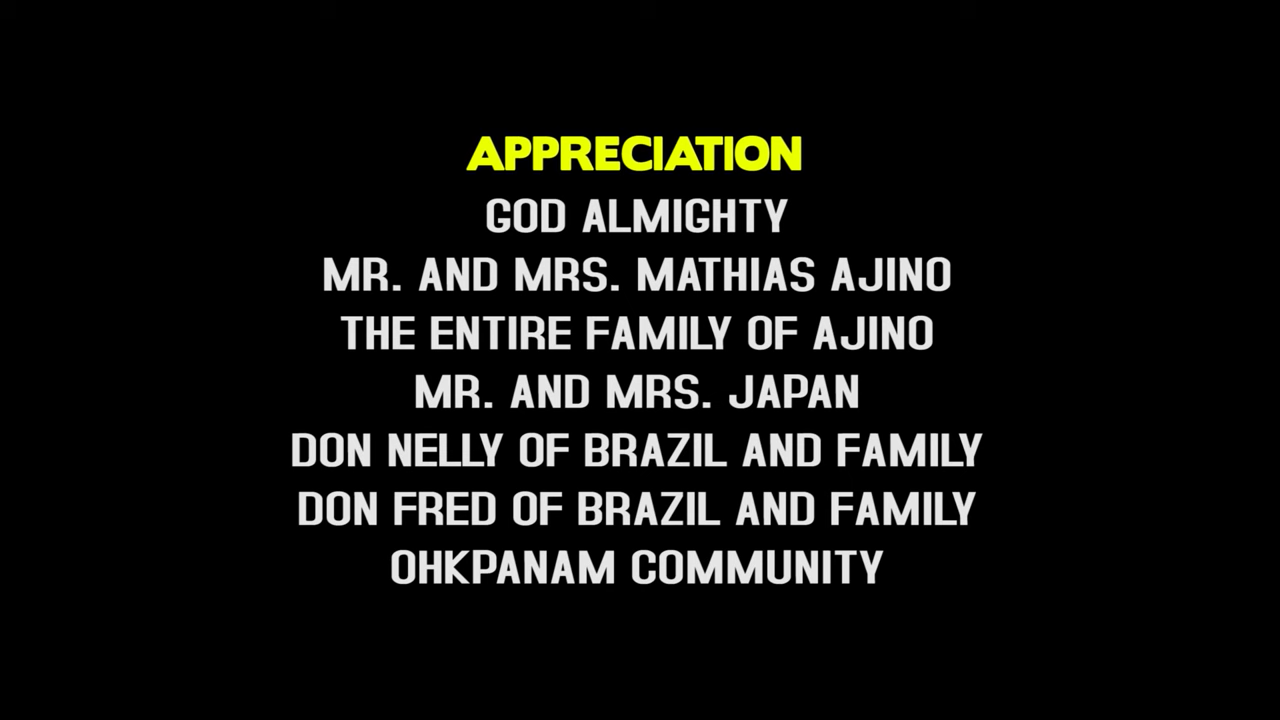 APPRECIATION
GOD ALMIGHTY
MR. AND MRS. MATHIAS AJINO
THE ENTIRE FAMILY OF AJINO
MR. AND MRS. JAPAN
DON NELLY OF BRAZIL AND FAMILY
DON FRED OF BRAZIL AND FAMILY
OHKPANAM COMMUNITY